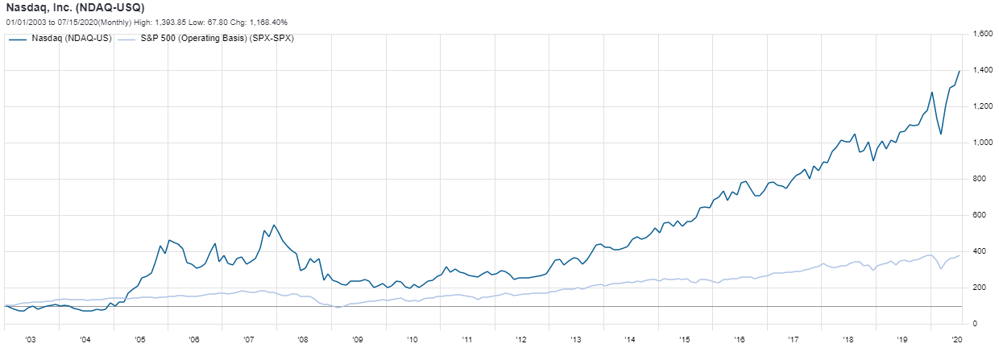 Nasdaq, Inc. (NDAQ-USQ)
01/01/2003 to 07/15/2020(Monthly) High: 1,393.85 Low: 67.80 Chg: 1,168.40%
Nasdaq (NDAQ-US) S&P 500 (Operating Basis) (SPX-SPX)
1,600
1,400
1,200
1,000
800
600
400
200
0
'03 '04 '05 '06 '07 '08 '09 '10 '11 '12 '13 '14 '15 '16 '17 '18 '19 '20